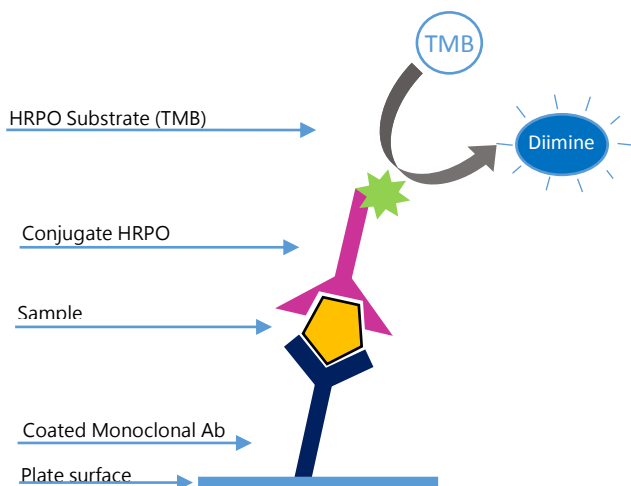 TMB
HRPO Substrate (TMB)
Diimine
Conjugate HRPO
Sample
Coated Monoclonal Ab
Plate surface